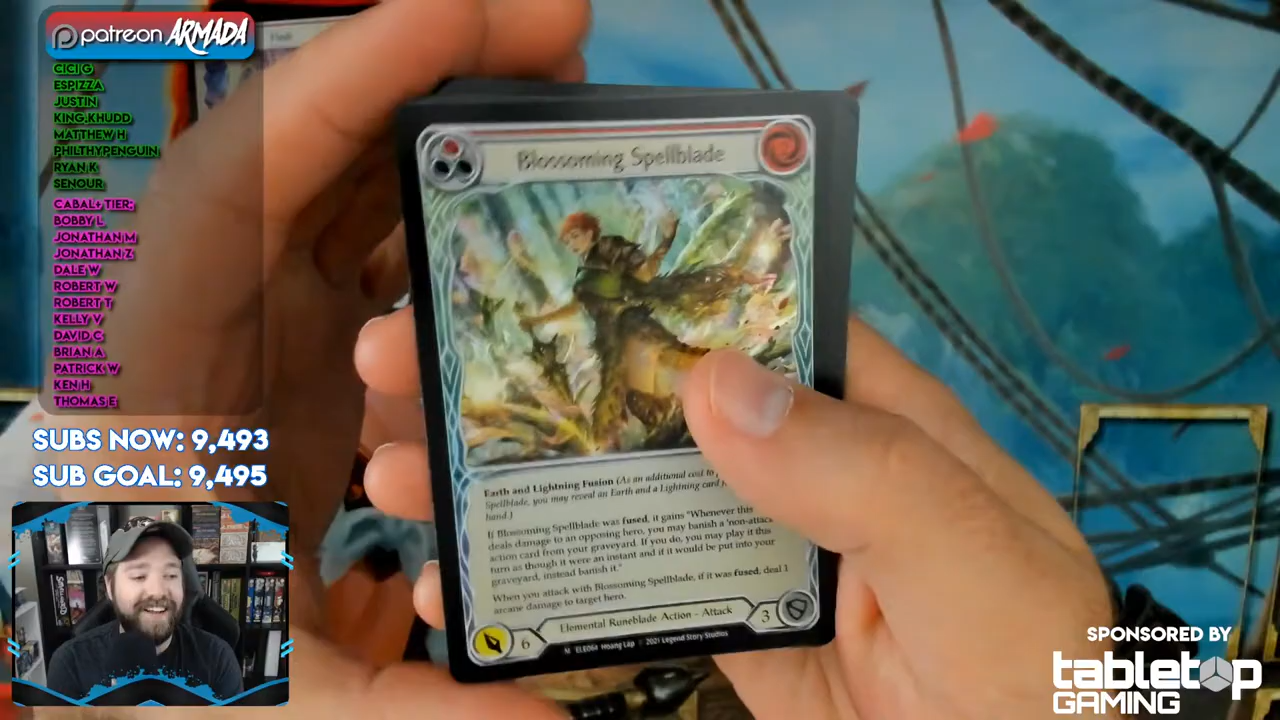 patreon ARMADA
CICI G
ESPIZZA
JUSTIN
KING.KHUDD
MATTHEW H
PHILTHYPENGUIN
RYAN K
SENOUR
CABAL+ TIER:
BOBBY L
JONATHAN M
JONATHAN Z
DALE W
ROBERT W
ROBERT T
KELLY V
DAVID C
BRIAN A
PATRICK W
KEN H
THOMAS E
SUBS NOW: 9,493
SUB GOAL: 9,495
Blossoming Spellblade
Earth and Lightning Fusion (As an additional cost to
Spellblade, you may reveal an Earth and a Lightning card
hand.)
If Blossoming Spellblade was fused, it gains "Whenever this
deals damage to an opposing hero, you may banish a 'non-attack
action card from your graveyard. If you do, you may play it this
turn as though it were an instant and if it would be put into your
graveyard, instead banish it."
When you attack with Blossoming Spellblade, if it was fused, deal 1
arcane damage to target hero.
6 Elemental Runeblade Action - Attack 3
M ELE064 Hoang Lap © 2021 Legend Story Studios
SPONSORED BY
tabletop
GAMING